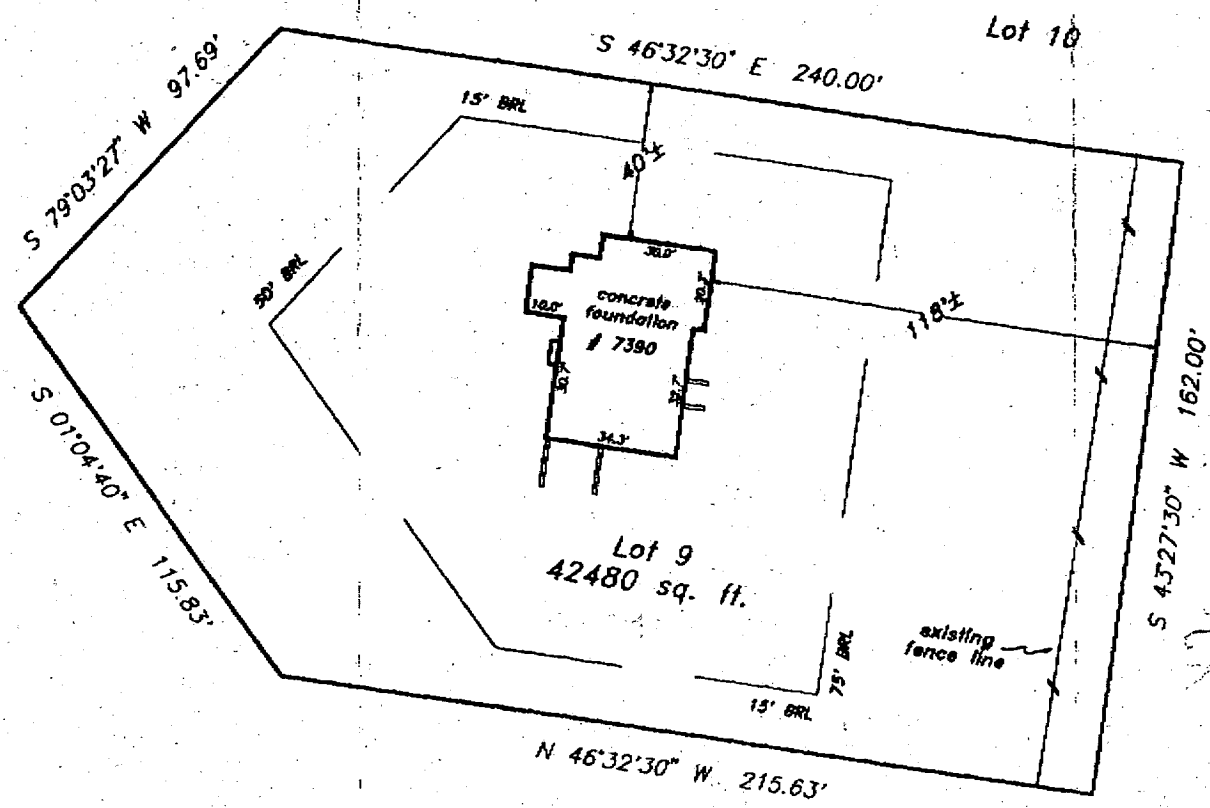 Lot 10
S 46°32'30" E 240.00'
S 79°03'27" W 97.69'
15' BRL
40'±
50' BRL
30.0'
10.0'
concrete
foundation
# 7390
118'±
30.7'
34.3'
S 43°27'30" W 162.00'
S 01°04'40" E 115.83'
Lot 9
42480 sq. ft.
existing
fence line
75' BRL
15' BRL
N 46°32'30" W 215.63'